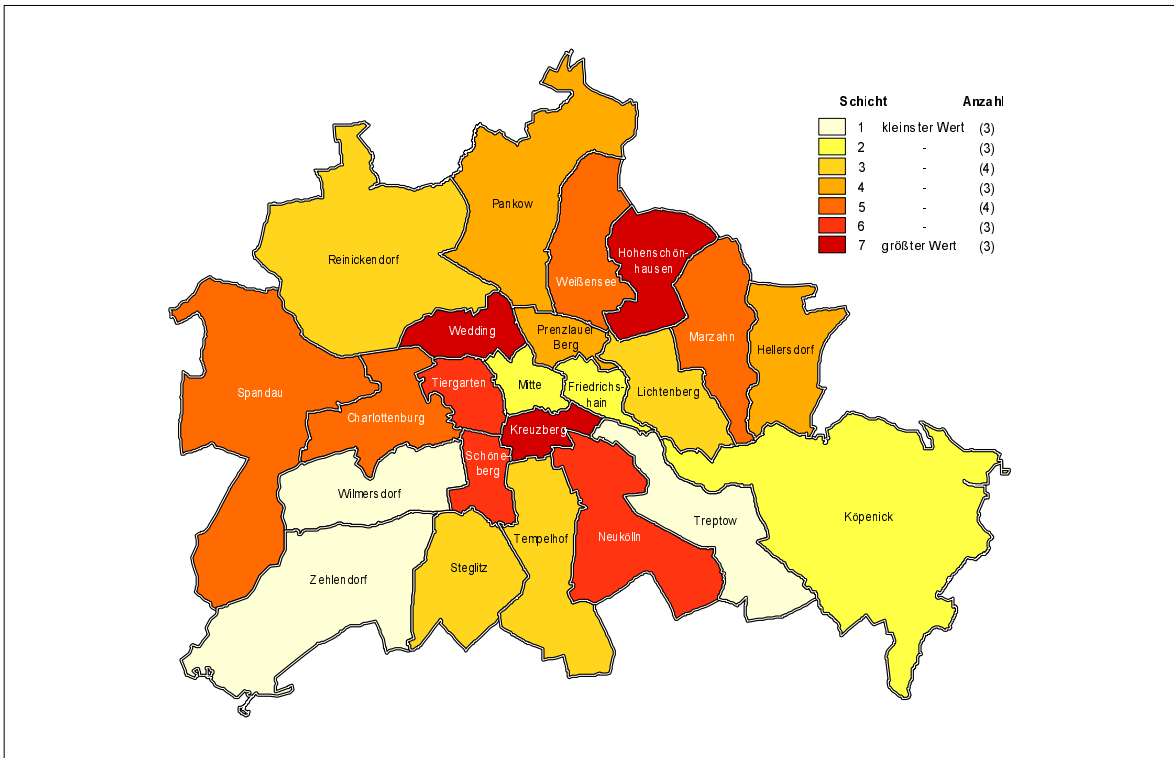 Schicht Anzahl
1 kleinster Wert (3)
2 - (3)
3 - (4)
4 - (3)
5 - (4)
6 - (3)
7 größter Wert (3)
Pankow
Reinickendorf
Hohenschön-
hausen
Weißensee
Wedding
Prenzlauer
Berg
Marzahn
Hellersdorf
Spandau
Tiergarten
Mitte
Friedrichs-
hain
Lichtenberg
Charlottenburg
Kreuzberg
Schöne-
berg
Wilmersdorf
Treptow
Köpenick
Tempelhof
Neukölln
Steglitz
Zehlendorf